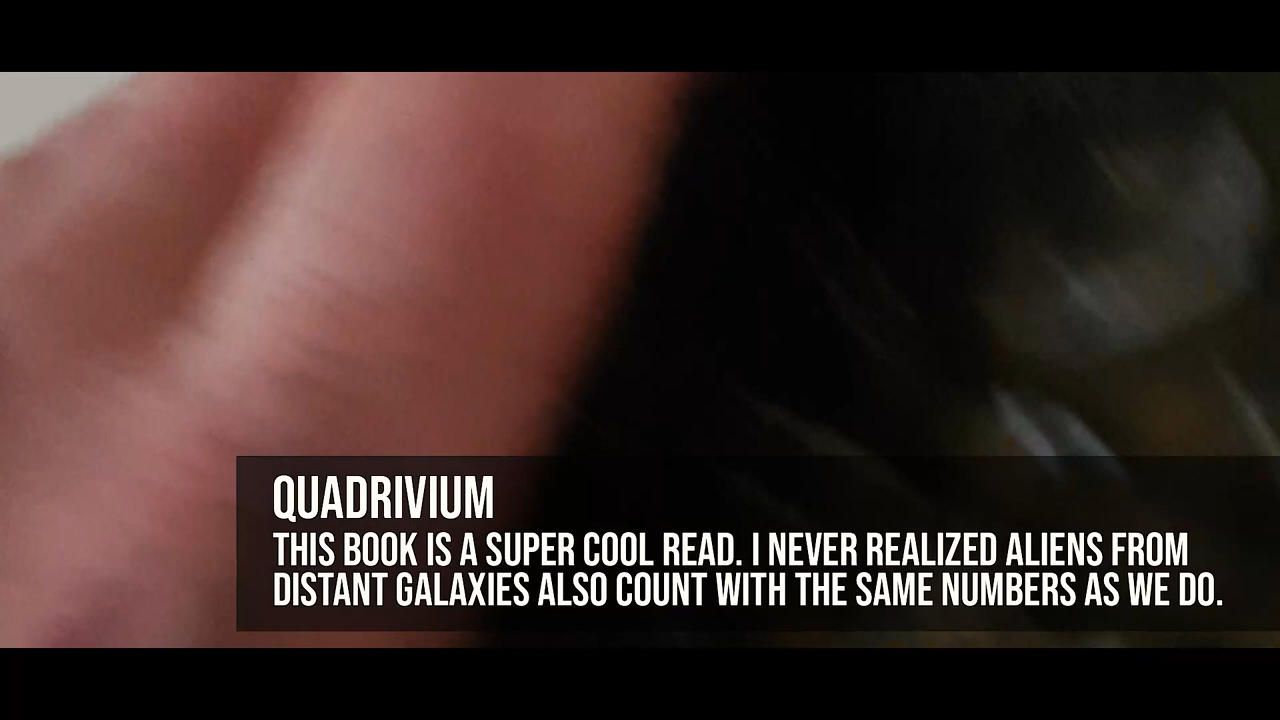 QUADRIVIUM
THIS BOOK IS A SUPER COOL READ. I NEVER REALIZED ALIENS FROM
DISTANT GALAXIES ALSO COUNT WITH THE SAME NUMBERS AS WE DO.